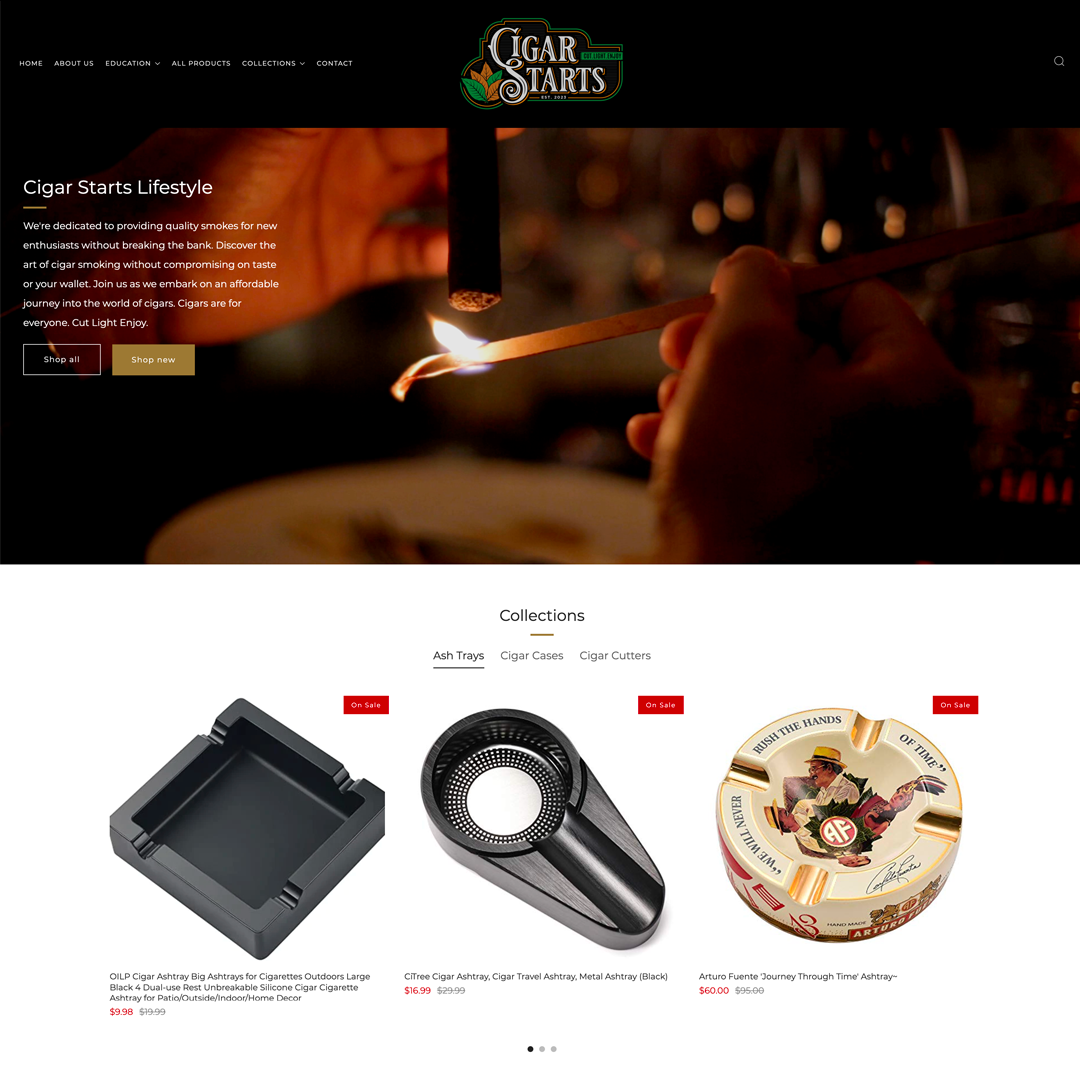 HOME ABOUT US EDUCATION ALL PRODUCTS COLLECTIONS CONTACT
CIGAR
CUT LIGHT ENJOY
STARTS
EST. 2023
Cigar Starts Lifestyle
We're dedicated to providing quality smokes for new
enthusiasts without breaking the bank. Discover the
art of cigar smoking without compromising on taste
or your wallet. Join us as we embark on an affordable
journey into the world of cigars. Cigars are for
everyone. Cut Light Enjoy.
Shop all Shop new
Collections
Ash Trays Cigar Cases Cigar Cutters
On Sale On Sale On Sale
"WE WILL NEVER
RUSH THE HANDS
OF TIME"
AF
HAND MADE
ARTURO
OILP Cigar Ashtray Big Ashtrays for Cigarettes Outdoors Large
Black 4 Dual-use Rest Unbreakable Silicone Cigar Cigarette
Ashtray for Patio/Outside/Indoor/Home Decor
$9.98 $19.99
CiTree Cigar Ashtray, Cigar Travel Ashtray, Metal Ashtray (Black)
$16.99 $29.99
Arturo Fuente 'Journey Through Time' Ashtray~
$60.00 $95.00